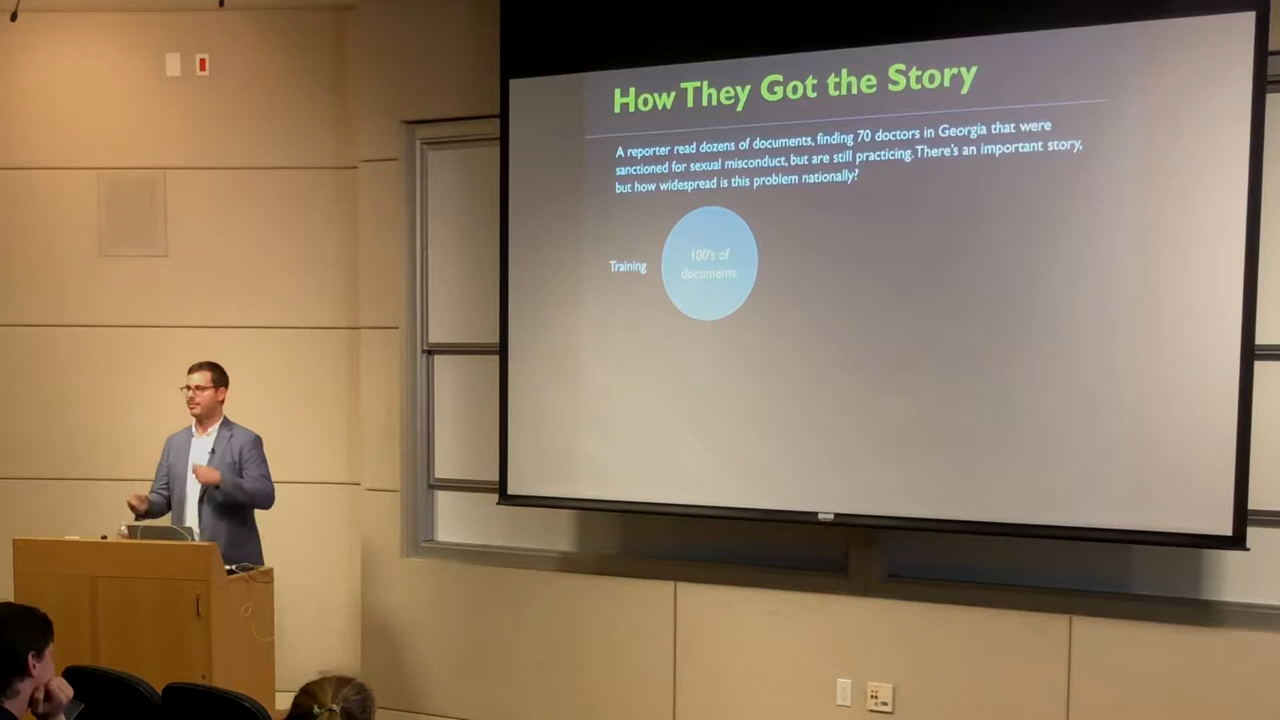 How They Got the Story
A reporter read dozens of documents, finding 70 doctors in Georgia that were
sanctioned for sexual misconduct, but are still practicing. There's an important story,
but how widespread is this problem nationally?
Training
100's of
documents